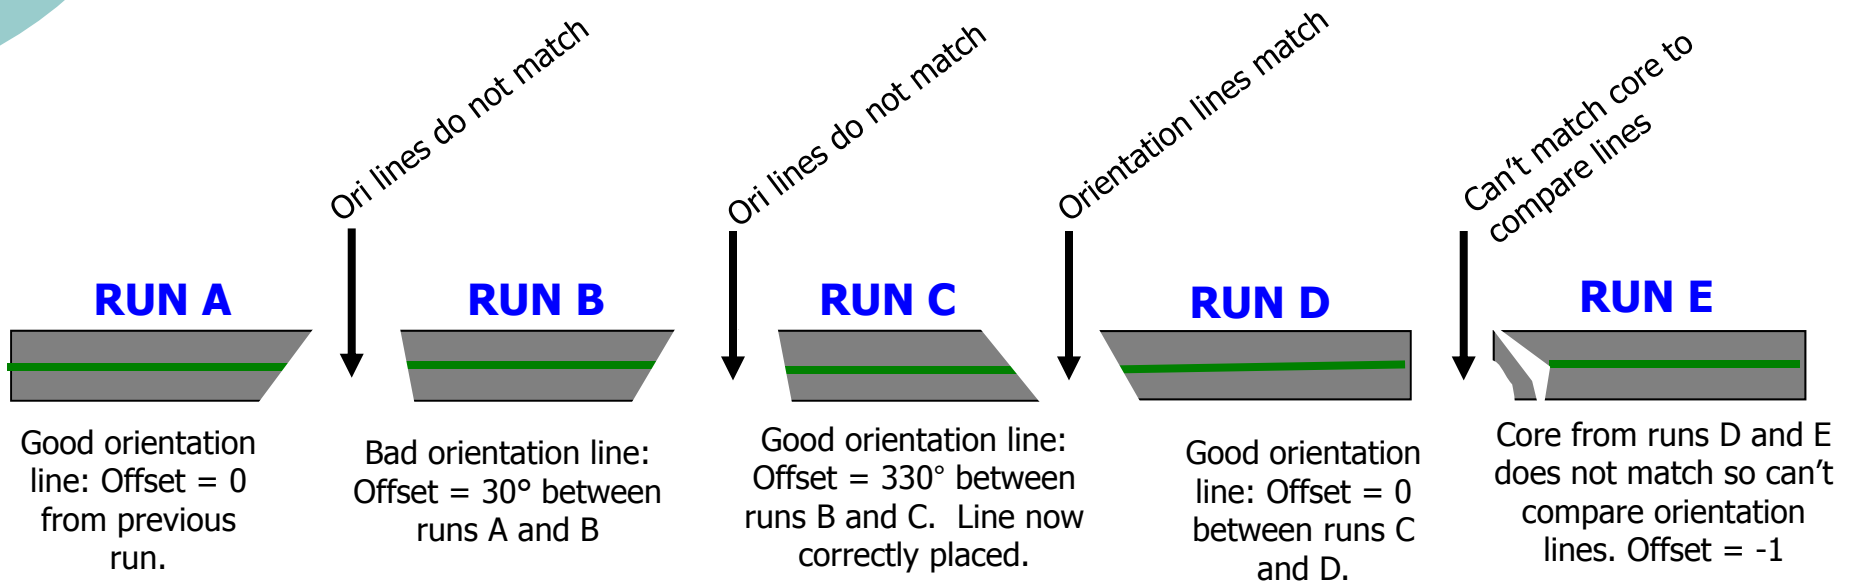 Ori lines do not match
Ori lines do not match
Orientation lines match
Can't match core to
compare lines
RUN A
RUN B
RUN C
RUN D
RUN E
Good orientation
line: Offset = 0
from previous
run.
Bad orientation line:
Offset = 30° between
runs A and B
Good orientation line:
Offset = 330° between
runs B and C.  Line now
correctly placed.
Good orientation
line: Offset = 0
between runs C
and D.
Core from runs D and E
does not match so can't
compare orientation
lines. Offset = -1